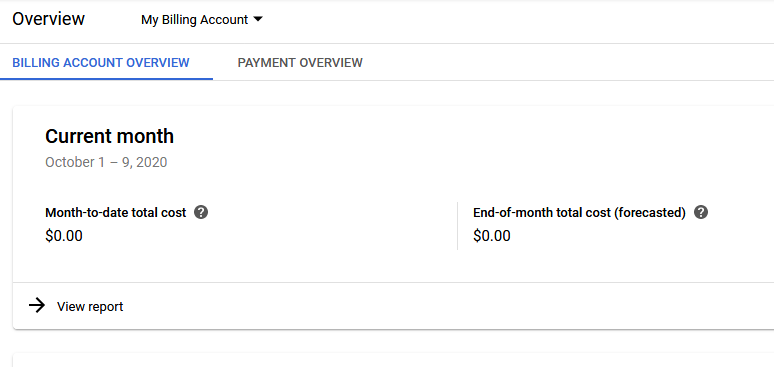 Overview My Billing Account
BILLING ACCOUNT OVERVIEW PAYMENT OVERVIEW
Current month
October 1 – 9, 2020
Month-to-date total cost ? End-of-month total cost (forecasted) ?
$0.00 $0.00
View report